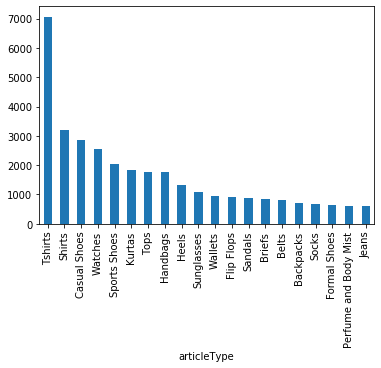 7000
6000
5000
4000
3000
2000
1000
0
Tshirts
Shirts
Casual Shoes
Watches
Sports Shoes
Kurtas
Tops
Handbags
Heels
Sunglasses
Wallets
Flip Flops
Sandals
Briefs
Belts
Backpacks
Socks
Formal Shoes
Perfume and Body Mist
Jeans
articleType